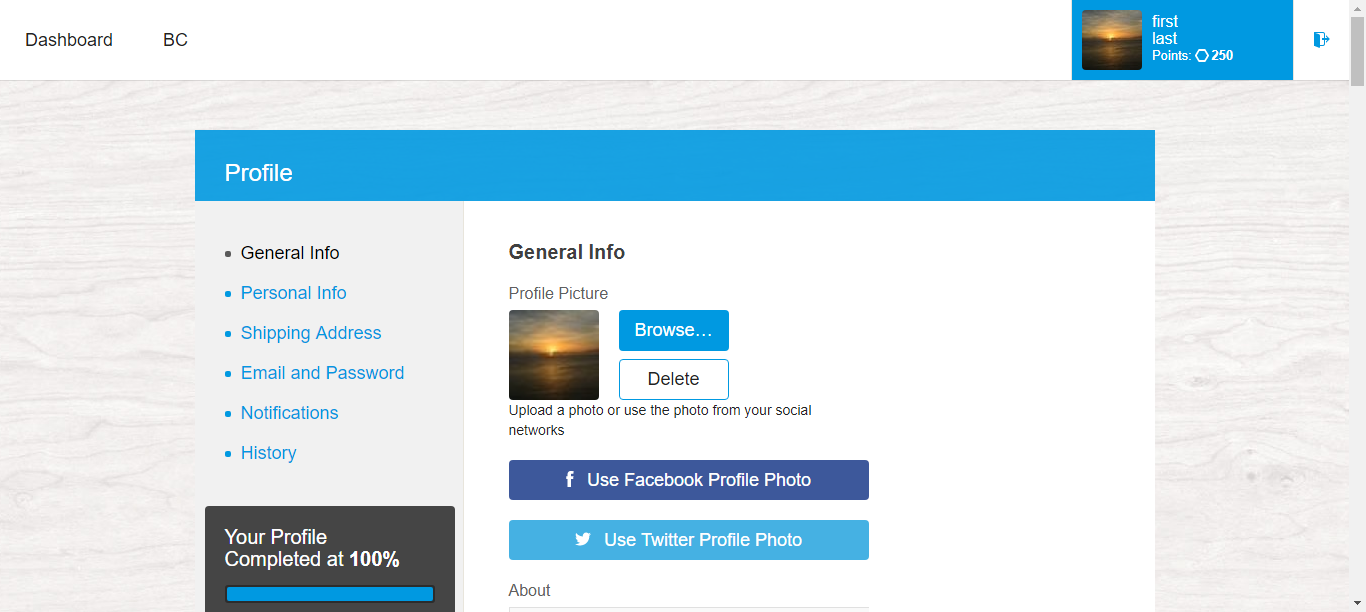 Dashboard
BC
first
last
Points: 250
Profile
General Info
Personal Info
Shipping Address
Email and Password
Notifications
History
Your Profile
Completed at 100%
General Info
Profile Picture
Browse...
Delete
Upload a photo or use the photo from your social
networks
Use Facebook Profile Photo
Use Twitter Profile Photo
About